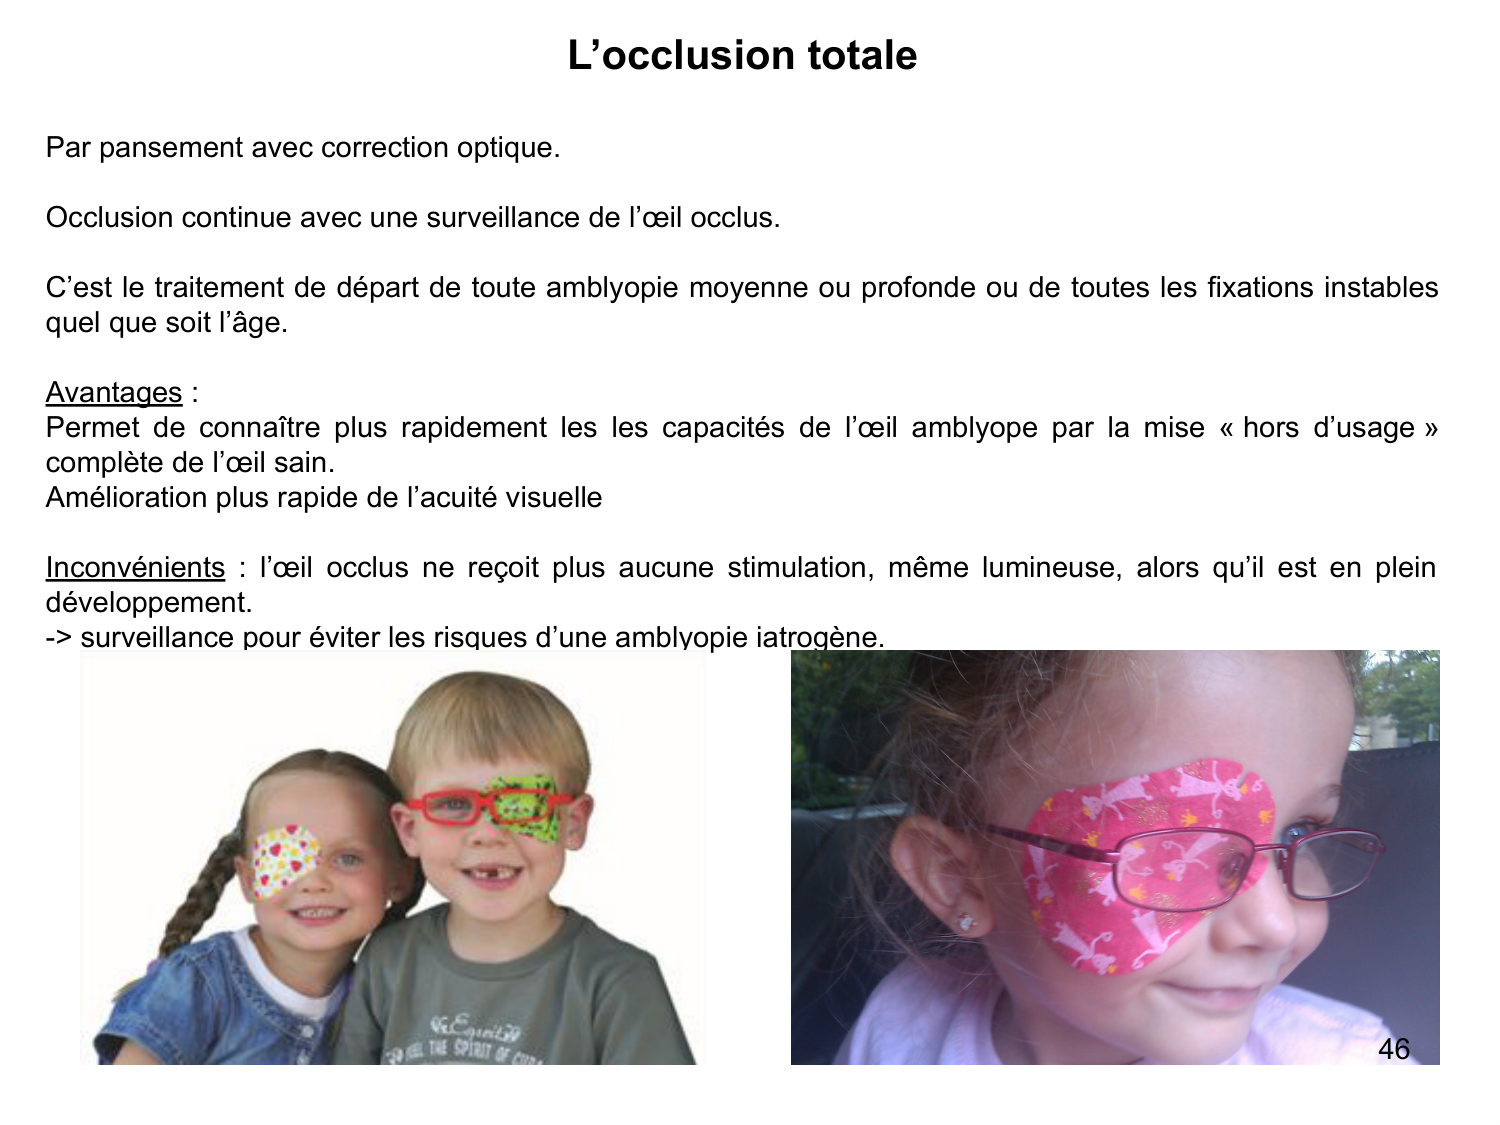 L’occlusion totale
Par pansement avec correction optique.
Occlusion continue avec une surveillance de l’œil occlus.
C’est le traitement de départ de toute amblyopie moyenne ou profonde ou de toutes les fixations instables
quel que soit l’âge.
Avantages :
Permet de connaître plus rapidement les les capacités de l’œil amblyope par la mise « hors d’usage »
complète de l’œil sain.
Amélioration plus rapide de l’acuité visuelle
Inconvénients : l’œil occlus ne reçoit plus aucune stimulation, même lumineuse, alors qu’il est en plein
développement.
-> surveillance pour éviter les risques d’une amblyopie iatrogène.
Esprit
THE SPIRIT OF
46